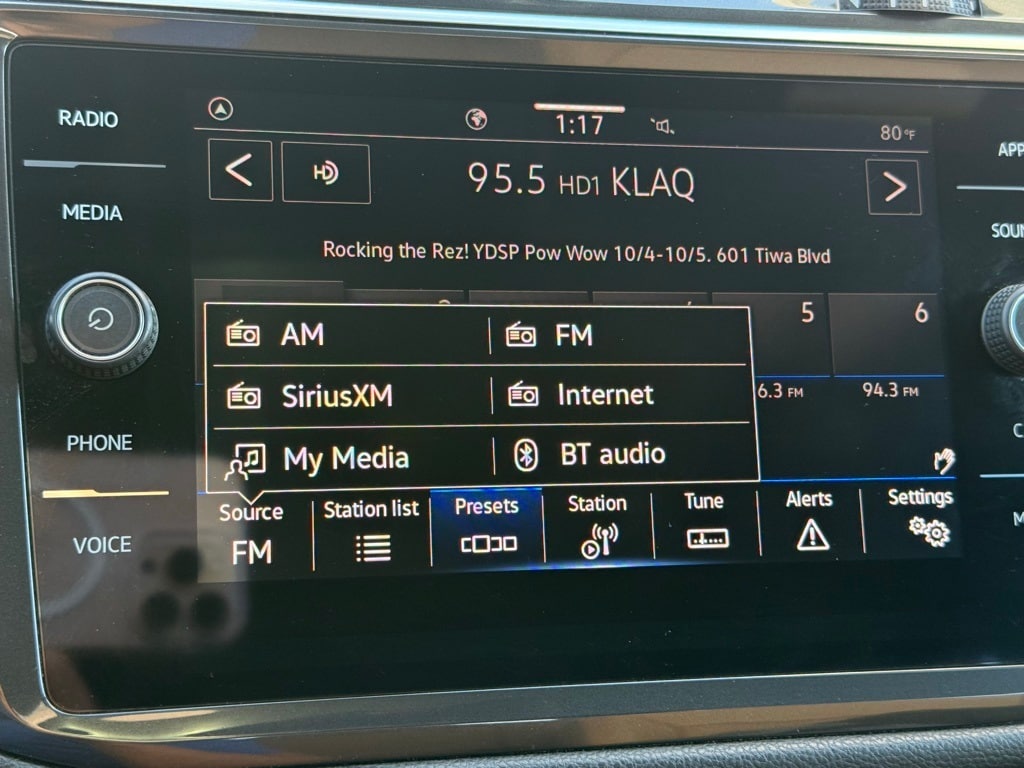 RADIO
MEDIA
PHONE
VOICE
1:17
80 °F
HD
95.5 HD1 KLAQ
Rocking the Rez! YDSP Pow Wow 10/4-10/5. 601 Tiwa Blvd
5
6
6.3 FM
94.3 FM
AM
FM
SiriusXM
Internet
My Media
BT audio
Source
FM
Station list
Presets
Station
Tune
Alerts
Settings
APP
SOUN
C
M